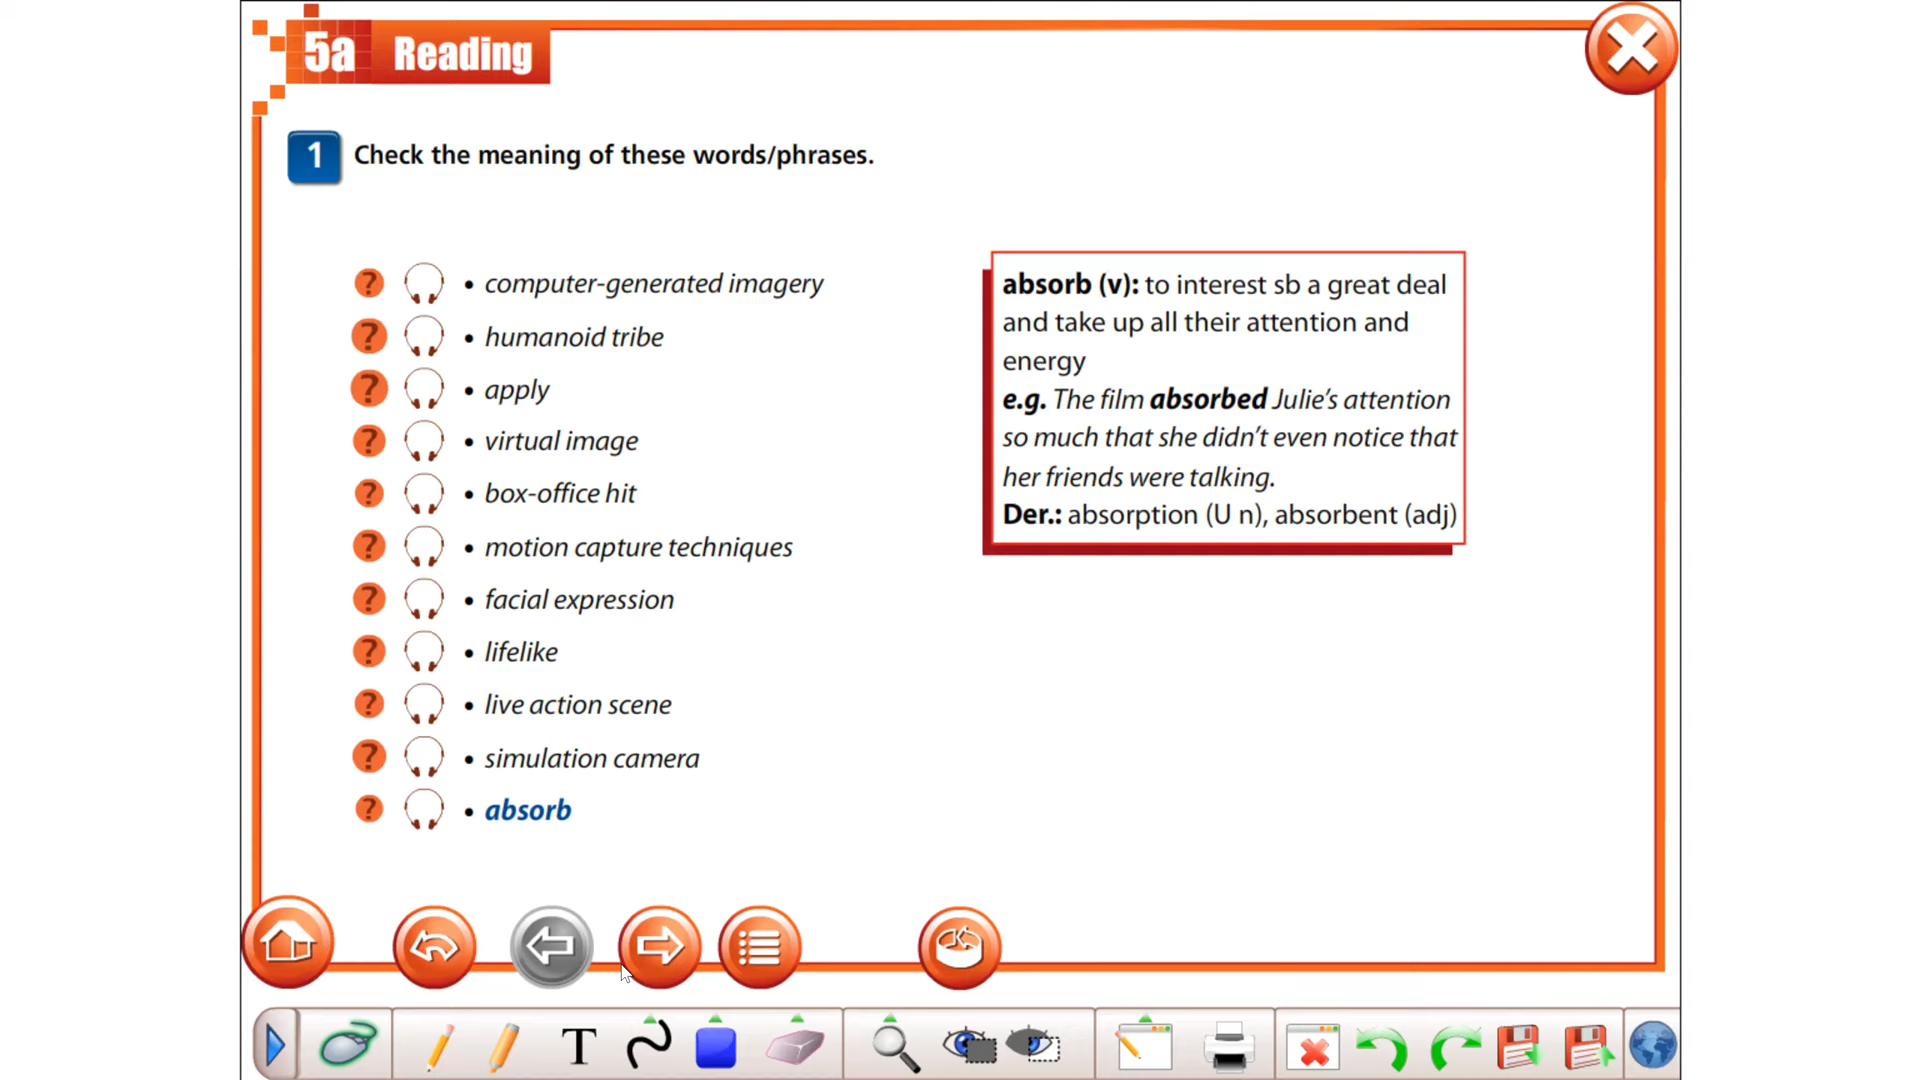 5a Reading
1 Check the meaning of these words/phrases.
? • computer-generated imagery
? • humanoid tribe
? • apply
? • virtual image
? • box-office hit
? • motion capture techniques
? • facial expression
? • lifelike
? • live action scene
? • simulation camera
? • absorb
absorb (v): to interest sb a great deal
and take up all their attention and
energy
e.g. The film absorbed Julie's attention
so much that she didn't even notice that
her friends were talking.
Der.: absorption (U n), absorbent (adj)
T